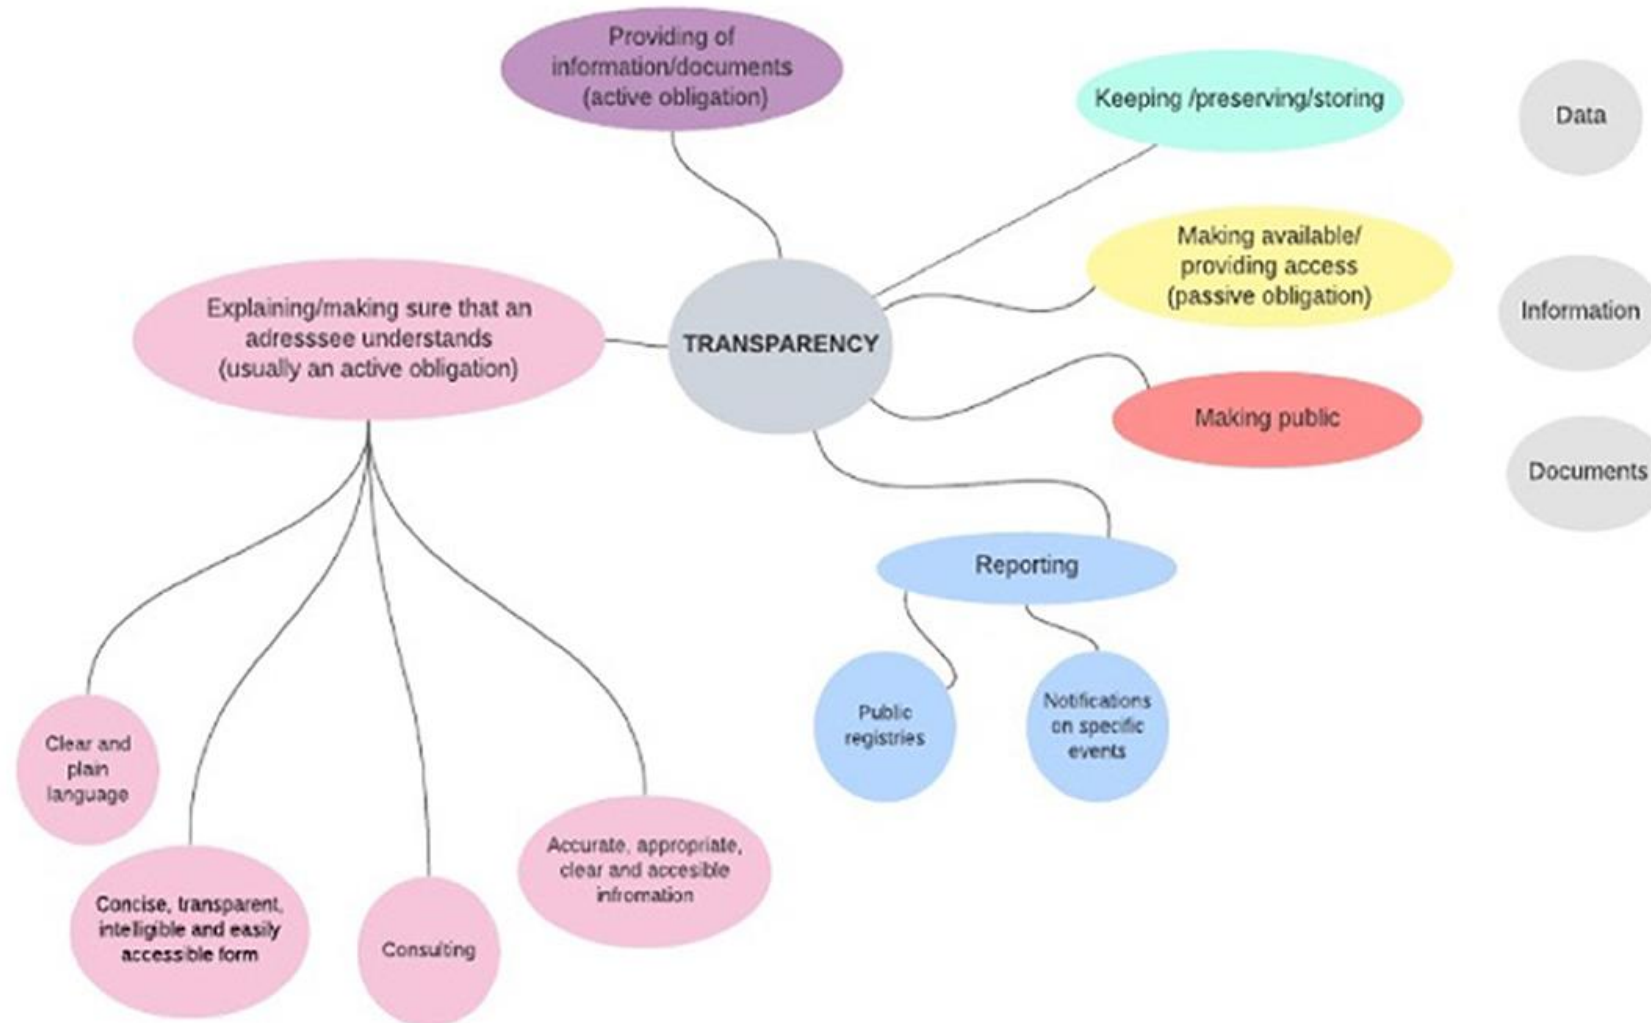 Providing of
information/documents
(active obligation)
Keeping /preserving/storing
Data
Making available/
providing access
(passive obligation)
Information
Explaining/making sure that an
adresssee understands
(usually an active obligation)
TRANSPARENCY
Making public
Documents
Reporting
Public
registries
Notifications
on specific
events
Clear and
plain
language
Concise, transparent,
intelligible and easily
accessible form
Consulting
Accurate, appropriate,
clear and accesible
infromation